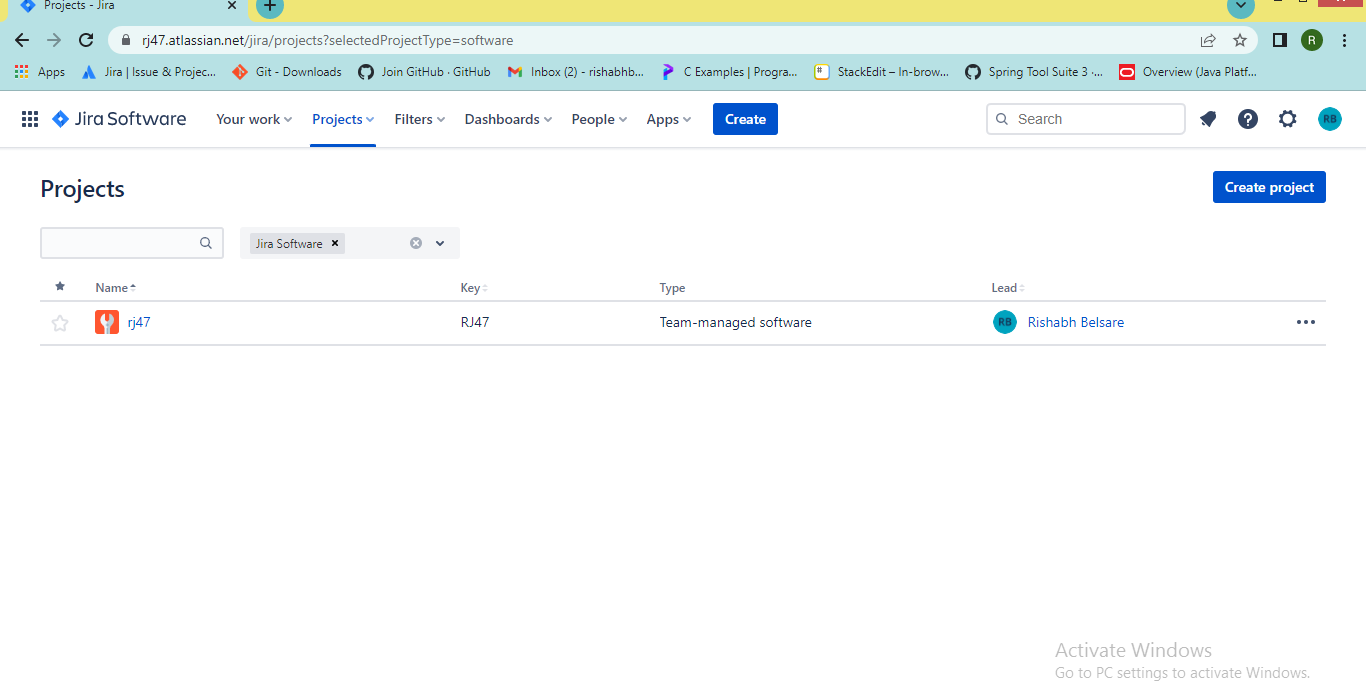 Projects - Jira
rj47.atlassian.net/jira/projects?selectedProjectType=software
R
Apps Jira | Issue & Projec... Git - Downloads Join GitHub · GitHub Inbox (2) - rishabhb... C Examples | Progra... StackEdit – In-brow... Spring Tool Suite 3 ·... Overview (Java Platf...
Jira Software Your work Projects Filters Dashboards People Apps Create Search ? RB
Projects Create project
Jira Software
Name Key Type Lead
rj47 RJ47 Team-managed software RB Rishabh Belsare
Activate Windows
Go to PC settings to activate Windows.